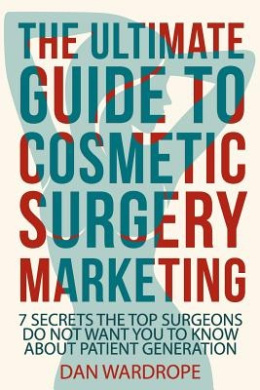 THE ULTIMATE
GUIDE TO
COSMETIC
SURGERY
MARKETING
7 SECRETS THE TOP SURGEONS
DO NOT WANT YOU TO KNOW
ABOUT PATIENT GENERATION
DAN WARDROPE